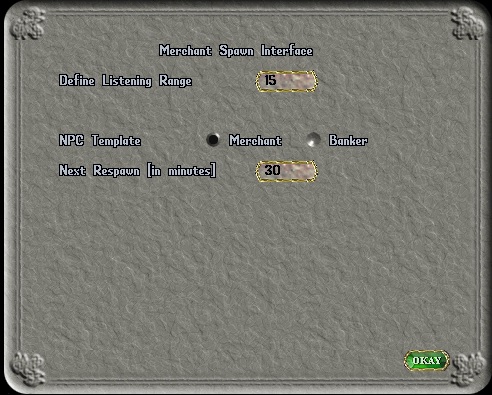 Merchant Spawn Interface
Define Listening Range 15
NPC Template Merchant Banker
Next Respawn [in minutes] 30
OKAY